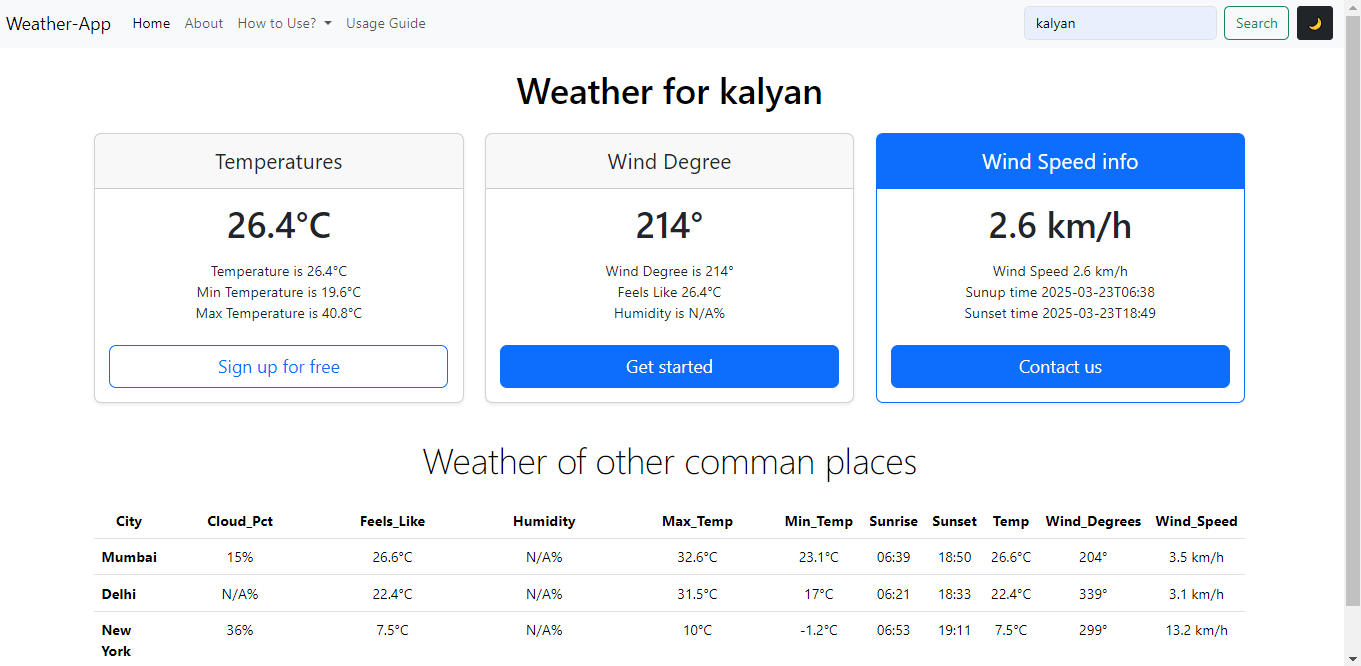 Weather-App Home About How to Use? Usage Guide kalyan Search
Weather for kalyan
Temperatures
26.4°C
Temperature is 26.4°C
Min Temperature is 19.6°C
Max Temperature is 40.8°C
Sign up for free
Wind Degree
214°
Wind Degree is 214°
Feels Like 26.4°C
Humidity is N/A%
Get started
Wind Speed info
2.6 km/h
Wind Speed 2.6 km/h
Sunup time 2025-03-23T06:38
Sunset time 2025-03-23T18:49
Contact us
Weather of other comman places
City Cloud_Pct Feels_Like Humidity Max_Temp Min_Temp Sunrise Sunset Temp Wind_Degrees Wind_Speed
Mumbai 15% 26.6°C N/A% 32.6°C 23.1°C 06:39 18:50 26.6°C 204° 3.5 km/h
Delhi N/A% 22.4°C N/A% 31.5°C 17°C 06:21 18:33 22.4°C 339° 3.1 km/h
New York 36% 7.5°C N/A% 10°C -1.2°C 06:53 19:11 7.5°C 299° 13.2 km/h